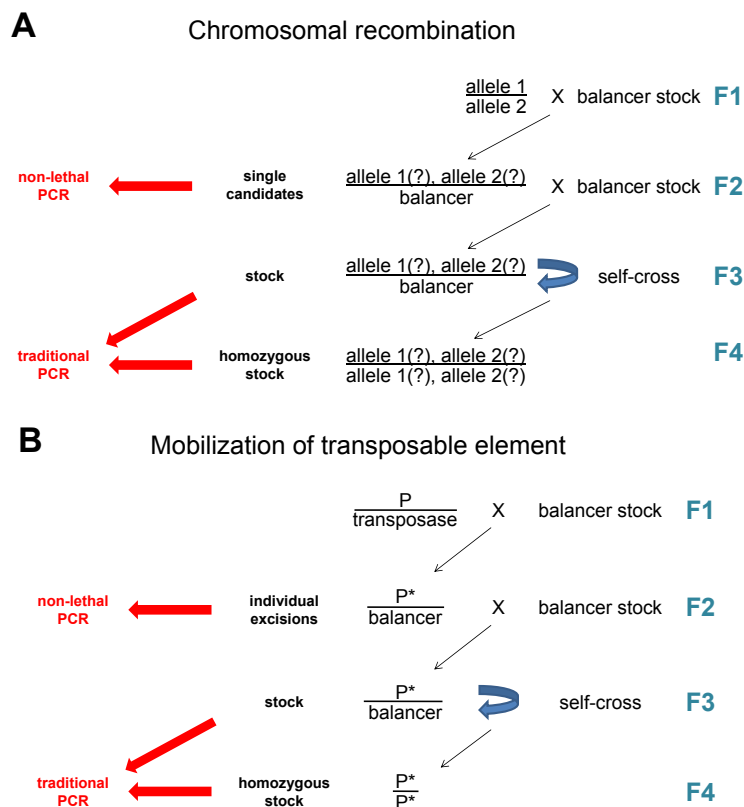 A
Chromosomal recombination
allele 1
allele 2
X balancer stock F1
non-lethal
PCR
single
candidates
allele 1(?), allele 2(?)
balancer
X balancer stock F2
stock
allele 1(?), allele 2(?)
balancer
self-cross F3
traditional
PCR
homozygous
stock
allele 1(?), allele 2(?)
allele 1(?), allele 2(?)
F4
B
Mobilization of transposable element
P
transposase
X balancer stock F1
non-lethal
PCR
individual
excisions
P*
balancer
X balancer stock F2
stock
P*
balancer
self-cross F3
traditional
PCR
homozygous
stock
P*
P*
F4